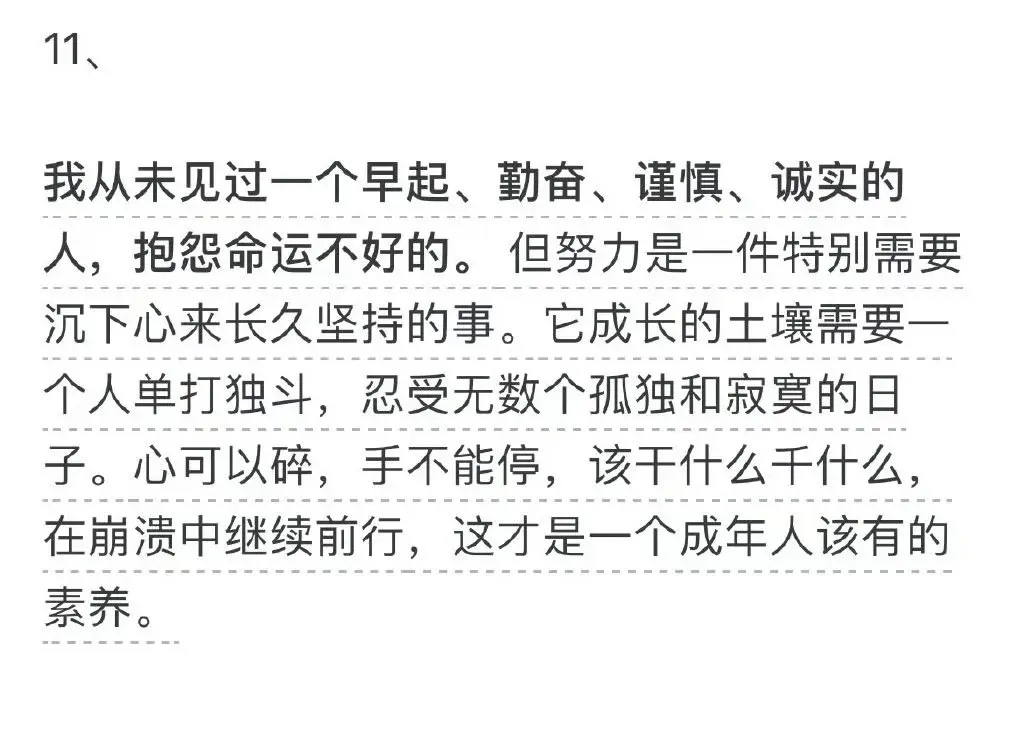 11、
我从未见过一个早起、勤奋、谨慎、诚实的
人，抱怨命运不好的。但努力是一件特别需要
沉下心来长久坚持的事。它成长的土壤需要一
个人单打独斗，忍受无数个孤独和寂寞的日
子。心可以碎，手不能停，该干什么千什么，
在崩溃中继续前行，这才是一个成年人该有的
素养。